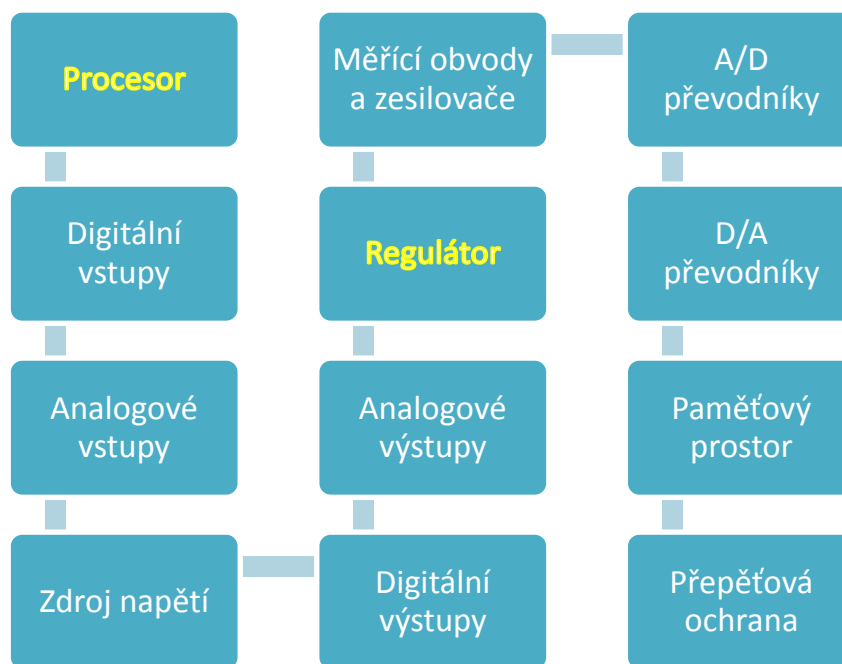 Procesor
Digitální
vstupy
Analogové
vstupy
Zdroj napětí
Digitální
výstupy
Analogové
výstupy
Regulátor
Měřící obvody
a zesilovače
A/D
převodníky
D/A
převodníky
Paměťový
prostor
Přepěťová
ochrana